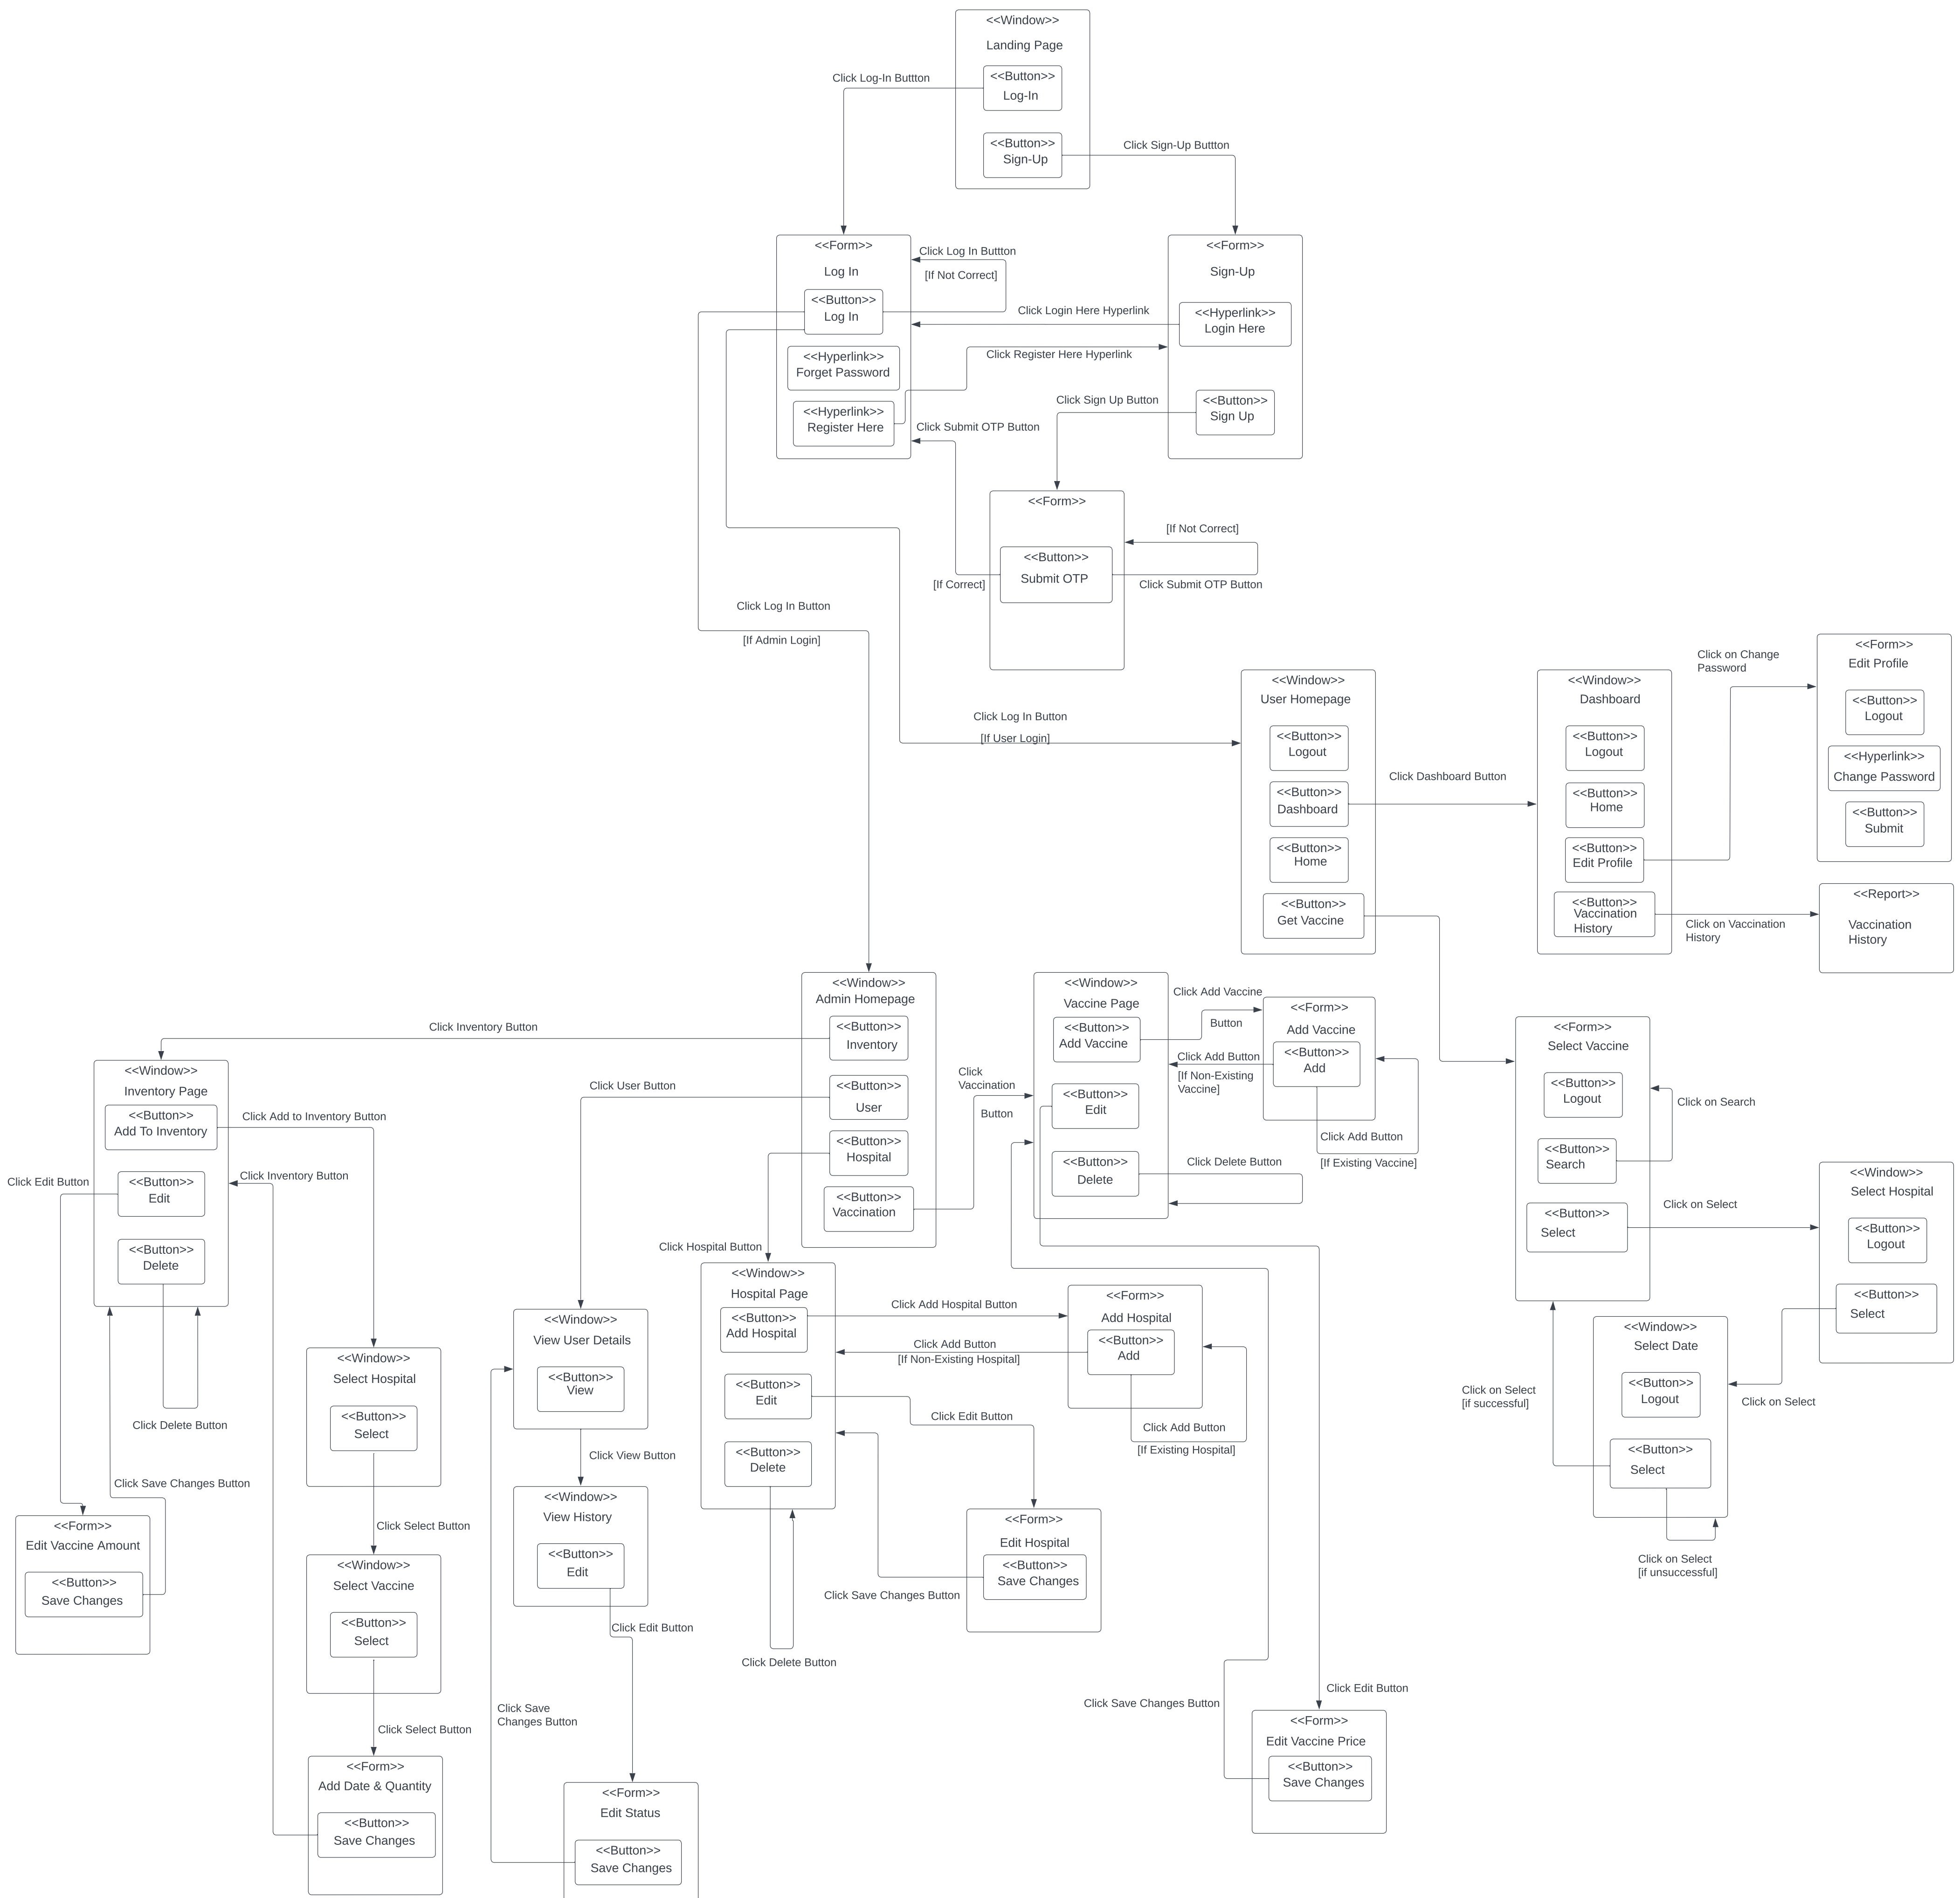 <<Window>>
Landing Page
<<Button>>
Log-In
<<Button>>
Sign-Up
Click Log-In Buttton
Click Sign-Up Buttton
<<Form>>
Log In
<<Button>>
Log In
<<Hyperlink>>
Forget Password
<<Hyperlink>>
Register Here
Click Log In Buttton
[If Not Correct]
Click Login Here Hyperlink
Click Register Here Hyperlink
<<Form>>
Sign-Up
<<Hyperlink>>
Login Here
<<Button>>
Sign Up
Click Sign Up Button
Click Submit OTP Button
<<Form>>
<<Button>>
Submit OTP
[If Correct]
[If Not Correct]
Click Submit OTP Button
Click Log In Button
[If Admin Login]
Click Log In Button
[If User Login]
<<Window>>
User Homepage
<<Button>>
Logout
<<Button>>
Dashboard
<<Button>>
Home
<<Button>>
Get Vaccine
Click Dashboard Button
<<Window>>
Dashboard
<<Button>>
Logout
<<Button>>
Home
<<Button>>
Edit Profile
<<Button>>
Vaccination
History
Click on Change
Password
<<Form>>
Edit Profile
<<Button>>
Logout
<<Hyperlink>>
Change Password
<<Button>>
Submit
Click on Vaccination
History
<<Report>>
Vaccination
History
<<Window>>
Admin Homepage
<<Button>>
Inventory
<<Button>>
User
<<Button>>
Hospital
<<Button>>
Vaccination
Click Inventory Button
Click User Button
Click Hospital Button
Click
Vaccination
Button
<<Window>>
Vaccine Page
<<Button>>
Add Vaccine
<<Button>>
Edit
<<Button>>
Delete
Click Add Vaccine
Button
Click Add Button
[If Non-Existing
Vaccine]
<<Form>>
Add Vaccine
<<Button>>
Add
Click Add Button
[If Existing Vaccine]
Click Delete Button
<<Form>>
Select Vaccine
<<Button>>
Logout
<<Button>>
Search
<<Button>>
Select
Click on Search
Click on Select
<<Window>>
Select Hospital
<<Button>>
Logout
<<Button>>
Select
Click on Select
<<Window>>
Select Date
<<Button>>
Logout
<<Button>>
Select
Click on Select
[if successful]
Click on Select
[if unsuccessful]
<<Window>>
Inventory Page
<<Button>>
Add To Inventory
<<Button>>
Edit
<<Button>>
Delete
Click Add to Inventory Button
Click Inventory Button
Click Edit Button
Click Delete Button
Click Save Changes Button
<<Form>>
Edit Vaccine Amount
<<Button>>
Save Changes
<<Window>>
Select Hospital
<<Button>>
Select
Click Select Button
<<Window>>
Select Vaccine
<<Button>>
Select
Click Select Button
<<Form>>
Add Date & Quantity
<<Button>>
Save Changes
<<Window>>
View User Details
<<Button>>
View
Click View Button
<<Window>>
View History
<<Button>>
Edit
Click Edit Button
Click Save
Changes Button
<<Form>>
Edit Status
<<Button>>
Save Changes
<<Window>>
Hospital Page
<<Button>>
Add Hospital
<<Button>>
Edit
<<Button>>
Delete
Click Add Hospital Button
Click Add Button
[If Non-Existing Hospital]
<<Form>>
Add Hospital
<<Button>>
Add
Click Add Button
[If Existing Hospital]
Click Edit Button
<<Form>>
Edit Hospital
<<Button>>
Save Changes
Click Save Changes Button
Click Delete Button
Click Edit Button
Click Save Changes Button
<<Form>>
Edit Vaccine Price
<<Button>>
Save Changes